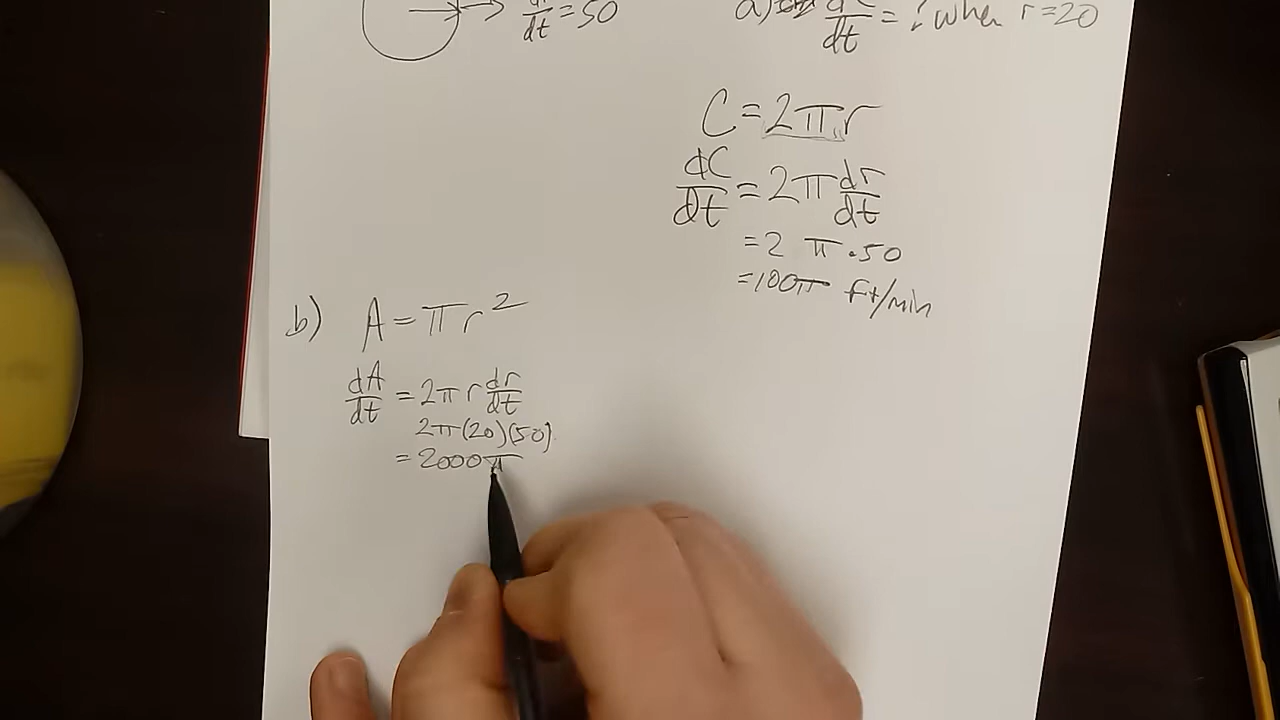 dr/dt = 50
a) dC/dt = ? when r = 20
C = 2πr
dC/dt = 2π dr/dt
= 2 π · 50
= 100π ft/min
b) A = πr²
dA/dt = 2πr dr/dt
2π(20)(50)
= 2000π